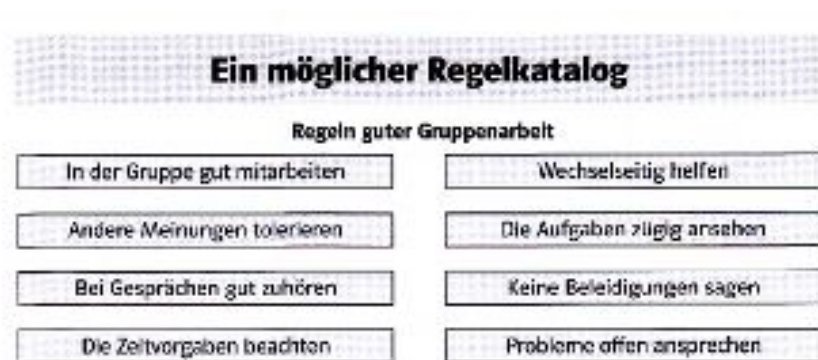 Ein möglicher Regelkatalog
Regeln guter Gruppenarbeit
In der Gruppe gut mitarbeiten
Wechselseitig helfen
Andere Meinungen tolerieren
Die Aufgaben zügig ansehen
Bei Gesprächen gut zuhören
Keine Beleidigungen sagen
Die Zeitvorgaben beachten
Probleme offen ansprechen